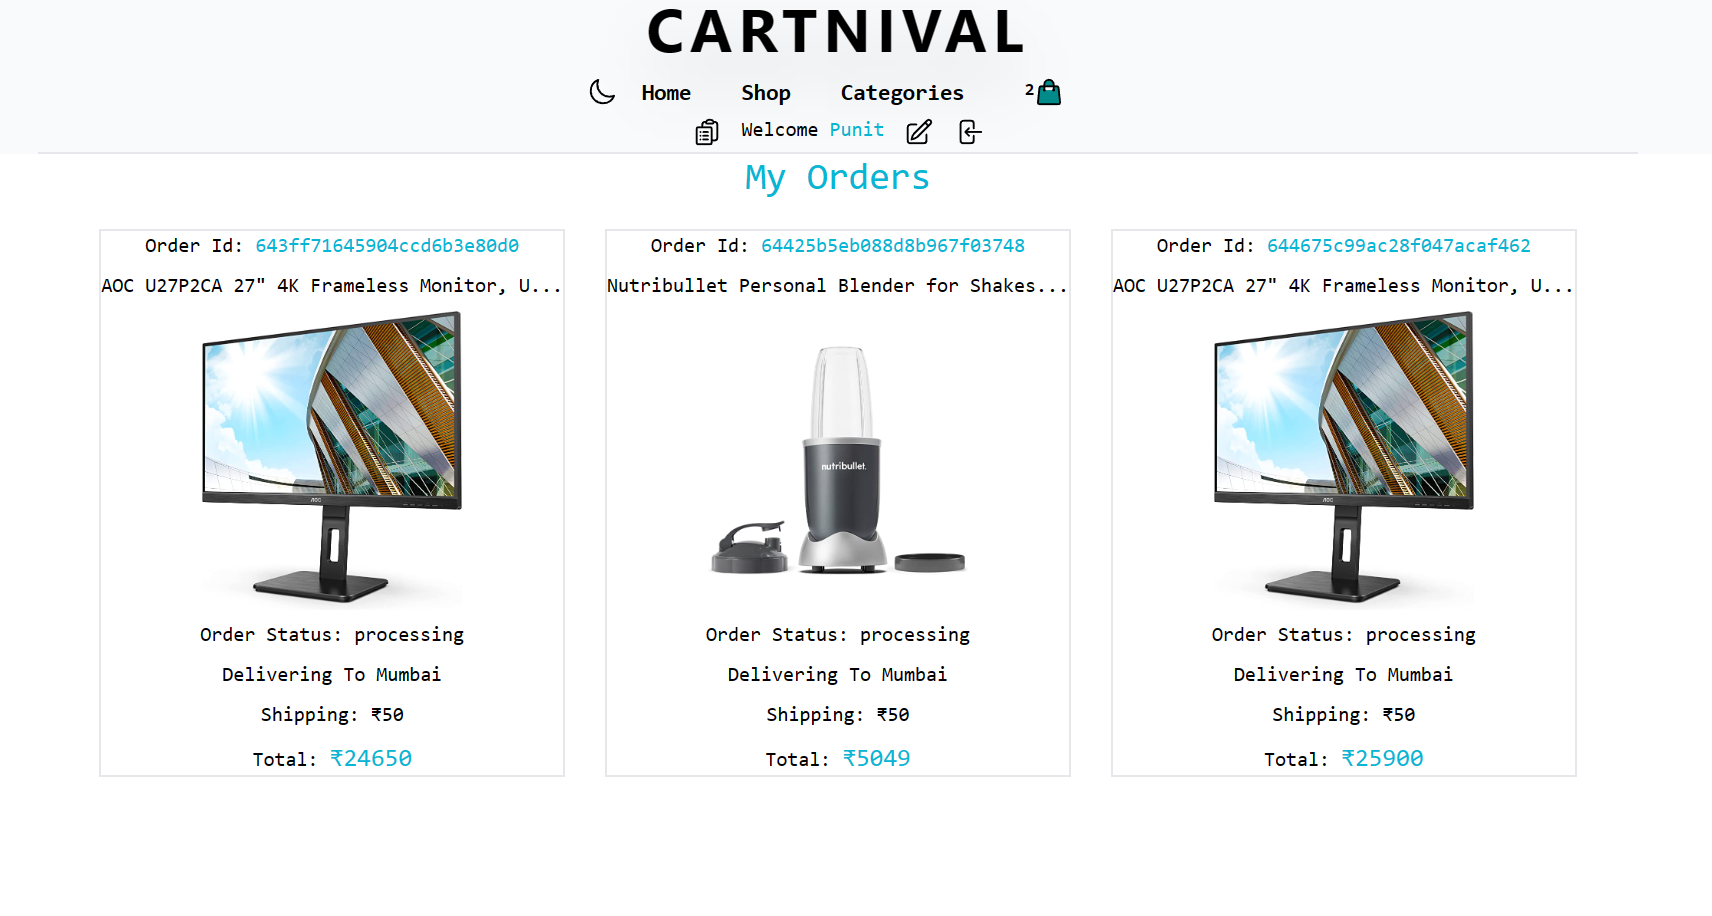 CARTNIVAL
Home Shop Categories 2
Welcome Punit
My Orders
Order Id: 643ff71645904ccd6b3e80d0
AOC U27P2CA 27" 4K Frameless Monitor, U...
AOC
Order Status: processing
Delivering To Mumbai
Shipping: ₹50
Total: ₹24650
Order Id: 64425b5eb088d8b967f03748
Nutribullet Personal Blender for Shakes...
nutribullet.
Order Status: processing
Delivering To Mumbai
Shipping: ₹50
Total: ₹5049
Order Id: 644675c99ac28f047acaf462
AOC U27P2CA 27" 4K Frameless Monitor, U...
AOC
Order Status: processing
Delivering To Mumbai
Shipping: ₹50
Total: ₹25900